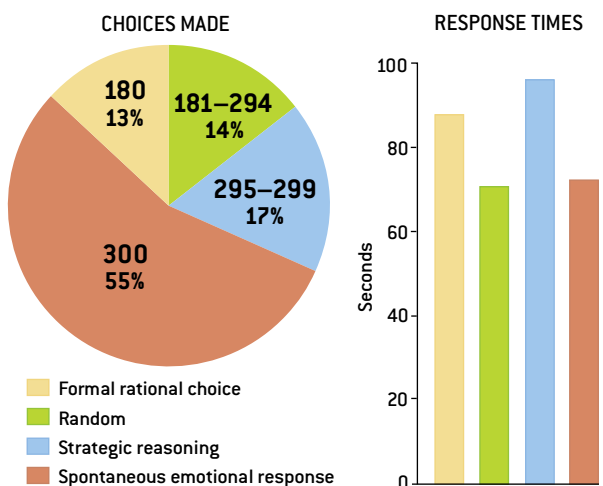 CHOICES MADE
180
13%
181–294
14%
295–299
17%
300
55%
Formal rational choice
Random
Strategic reasoning
Spontaneous emotional response
RESPONSE TIMES
100
80
60
40
20
0
Seconds